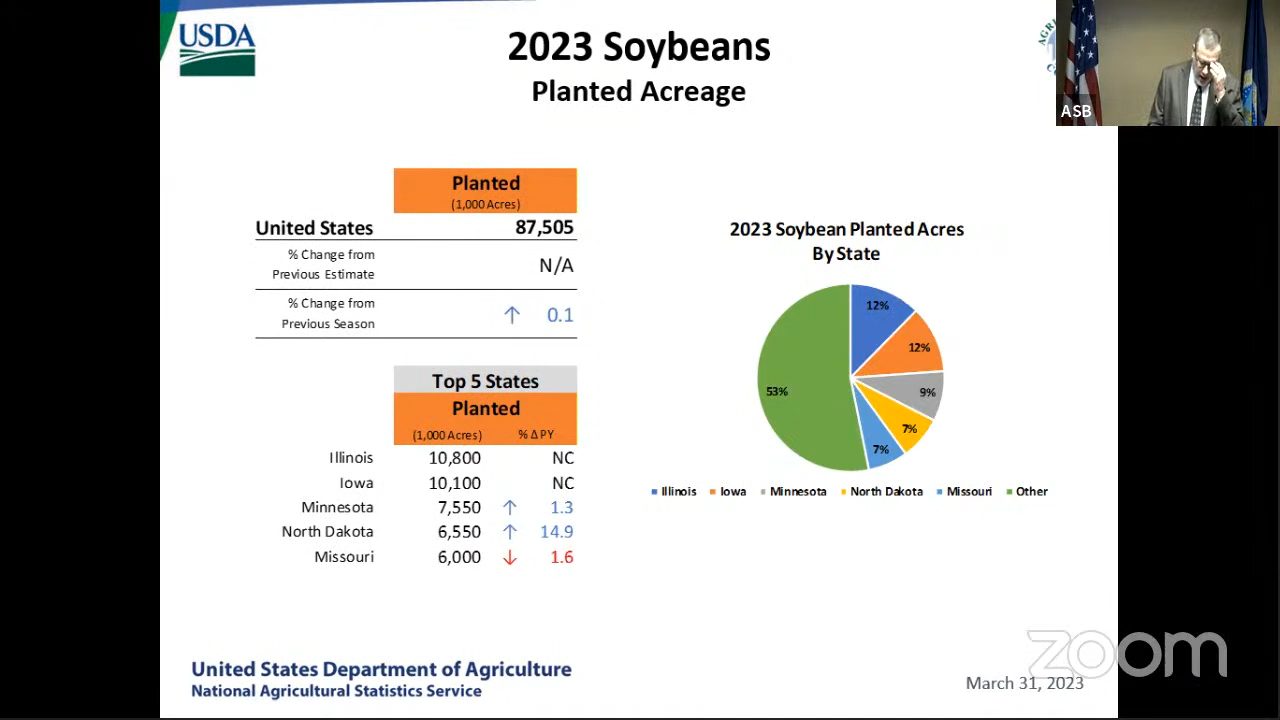 USDA
2023 Soybeans
Planted Acreage
ASB
Planted
(1,000 Acres)
United States 87,505
% Change from
Previous Estimate
N/A
% Change from
Previous Season
↑ 0.1
Top 5 States
Planted
(1,000 Acres) % Δ PY
Illinois 10,800 NC
Iowa 10,100 NC
Minnesota 7,550 ↑ 1.3
North Dakota 6,550 ↑ 14.9
Missouri 6,000 ↓ 1.6
2023 Soybean Planted Acres
By State
12%
12%
9%
7%
7%
53%
Illinois Iowa Minnesota North Dakota Missouri Other
United States Department of Agriculture
National Agricultural Statistics Service
zoom
March 31, 2023